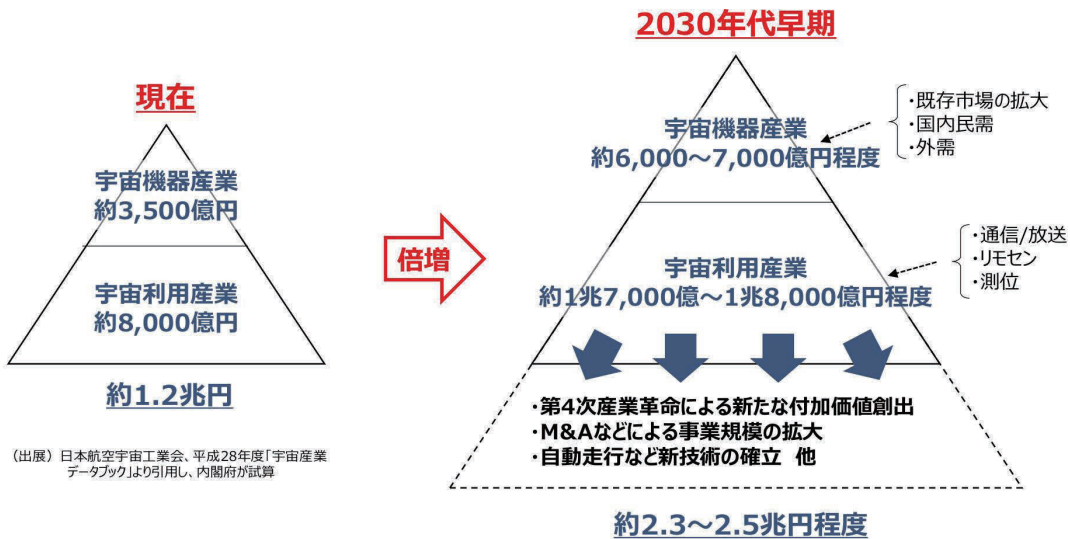 現在
宇宙機器産業
約3,500億円
宇宙利用産業
約8,000億円
約1.2兆円
(出展) 日本航空宇宙工業会、平成28年度「宇宙産業
データブック」より引用し、内閣府が試算
倍増
2030年代早期
宇宙機器産業
約6,000～7,000億円程度
・既存市場の拡大
・国内民需
・外需
宇宙利用産業
約1兆7,000億～1兆8,000億円程度
・通信/放送
・リモセン
・測位
・第4次産業革命による新たな付加価値創出
・M&Aなどによる事業規模の拡大
・自動走行など新技術の確立 他
約2.3～2.5兆円程度